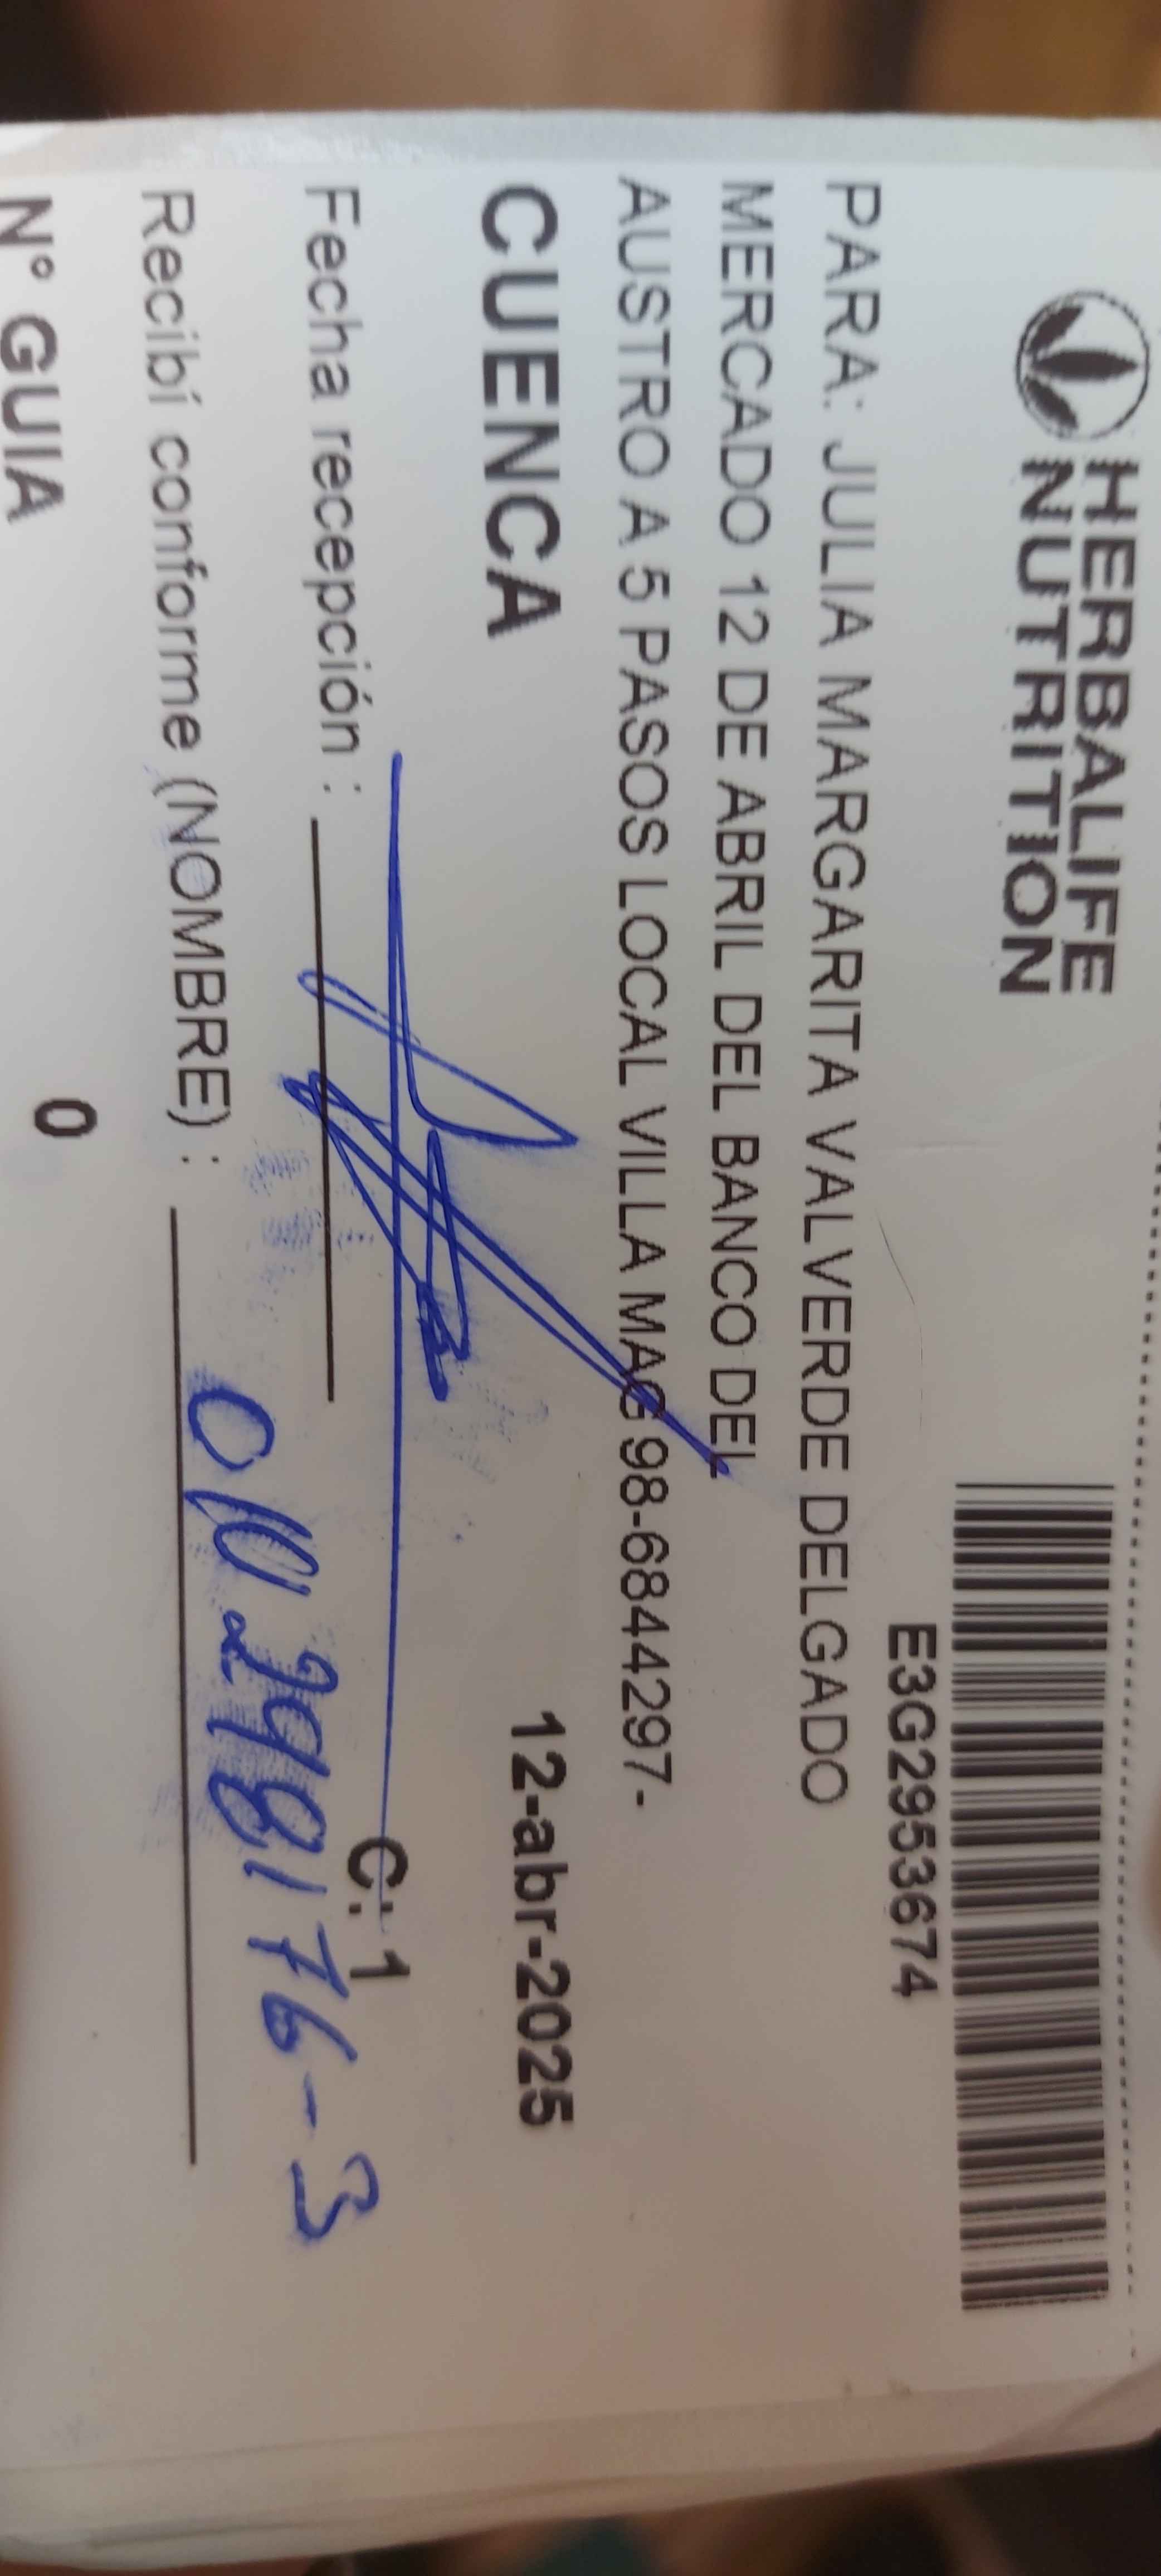 HERBALIFE
NUTRITION
E3G2953674
PARA: JULIA MARGARITA VALVERDE DELGADO
MERCADO 12 DE ABRIL DEL BANCO DEL
AUSTRO A 5 PASOS LOCAL VILLA MAG 98-6844297-
CUENCA 12-abr-2025
C: 1
Fecha recepción :
Recibí conforme (NOMBRE) :
N° GUIA 0